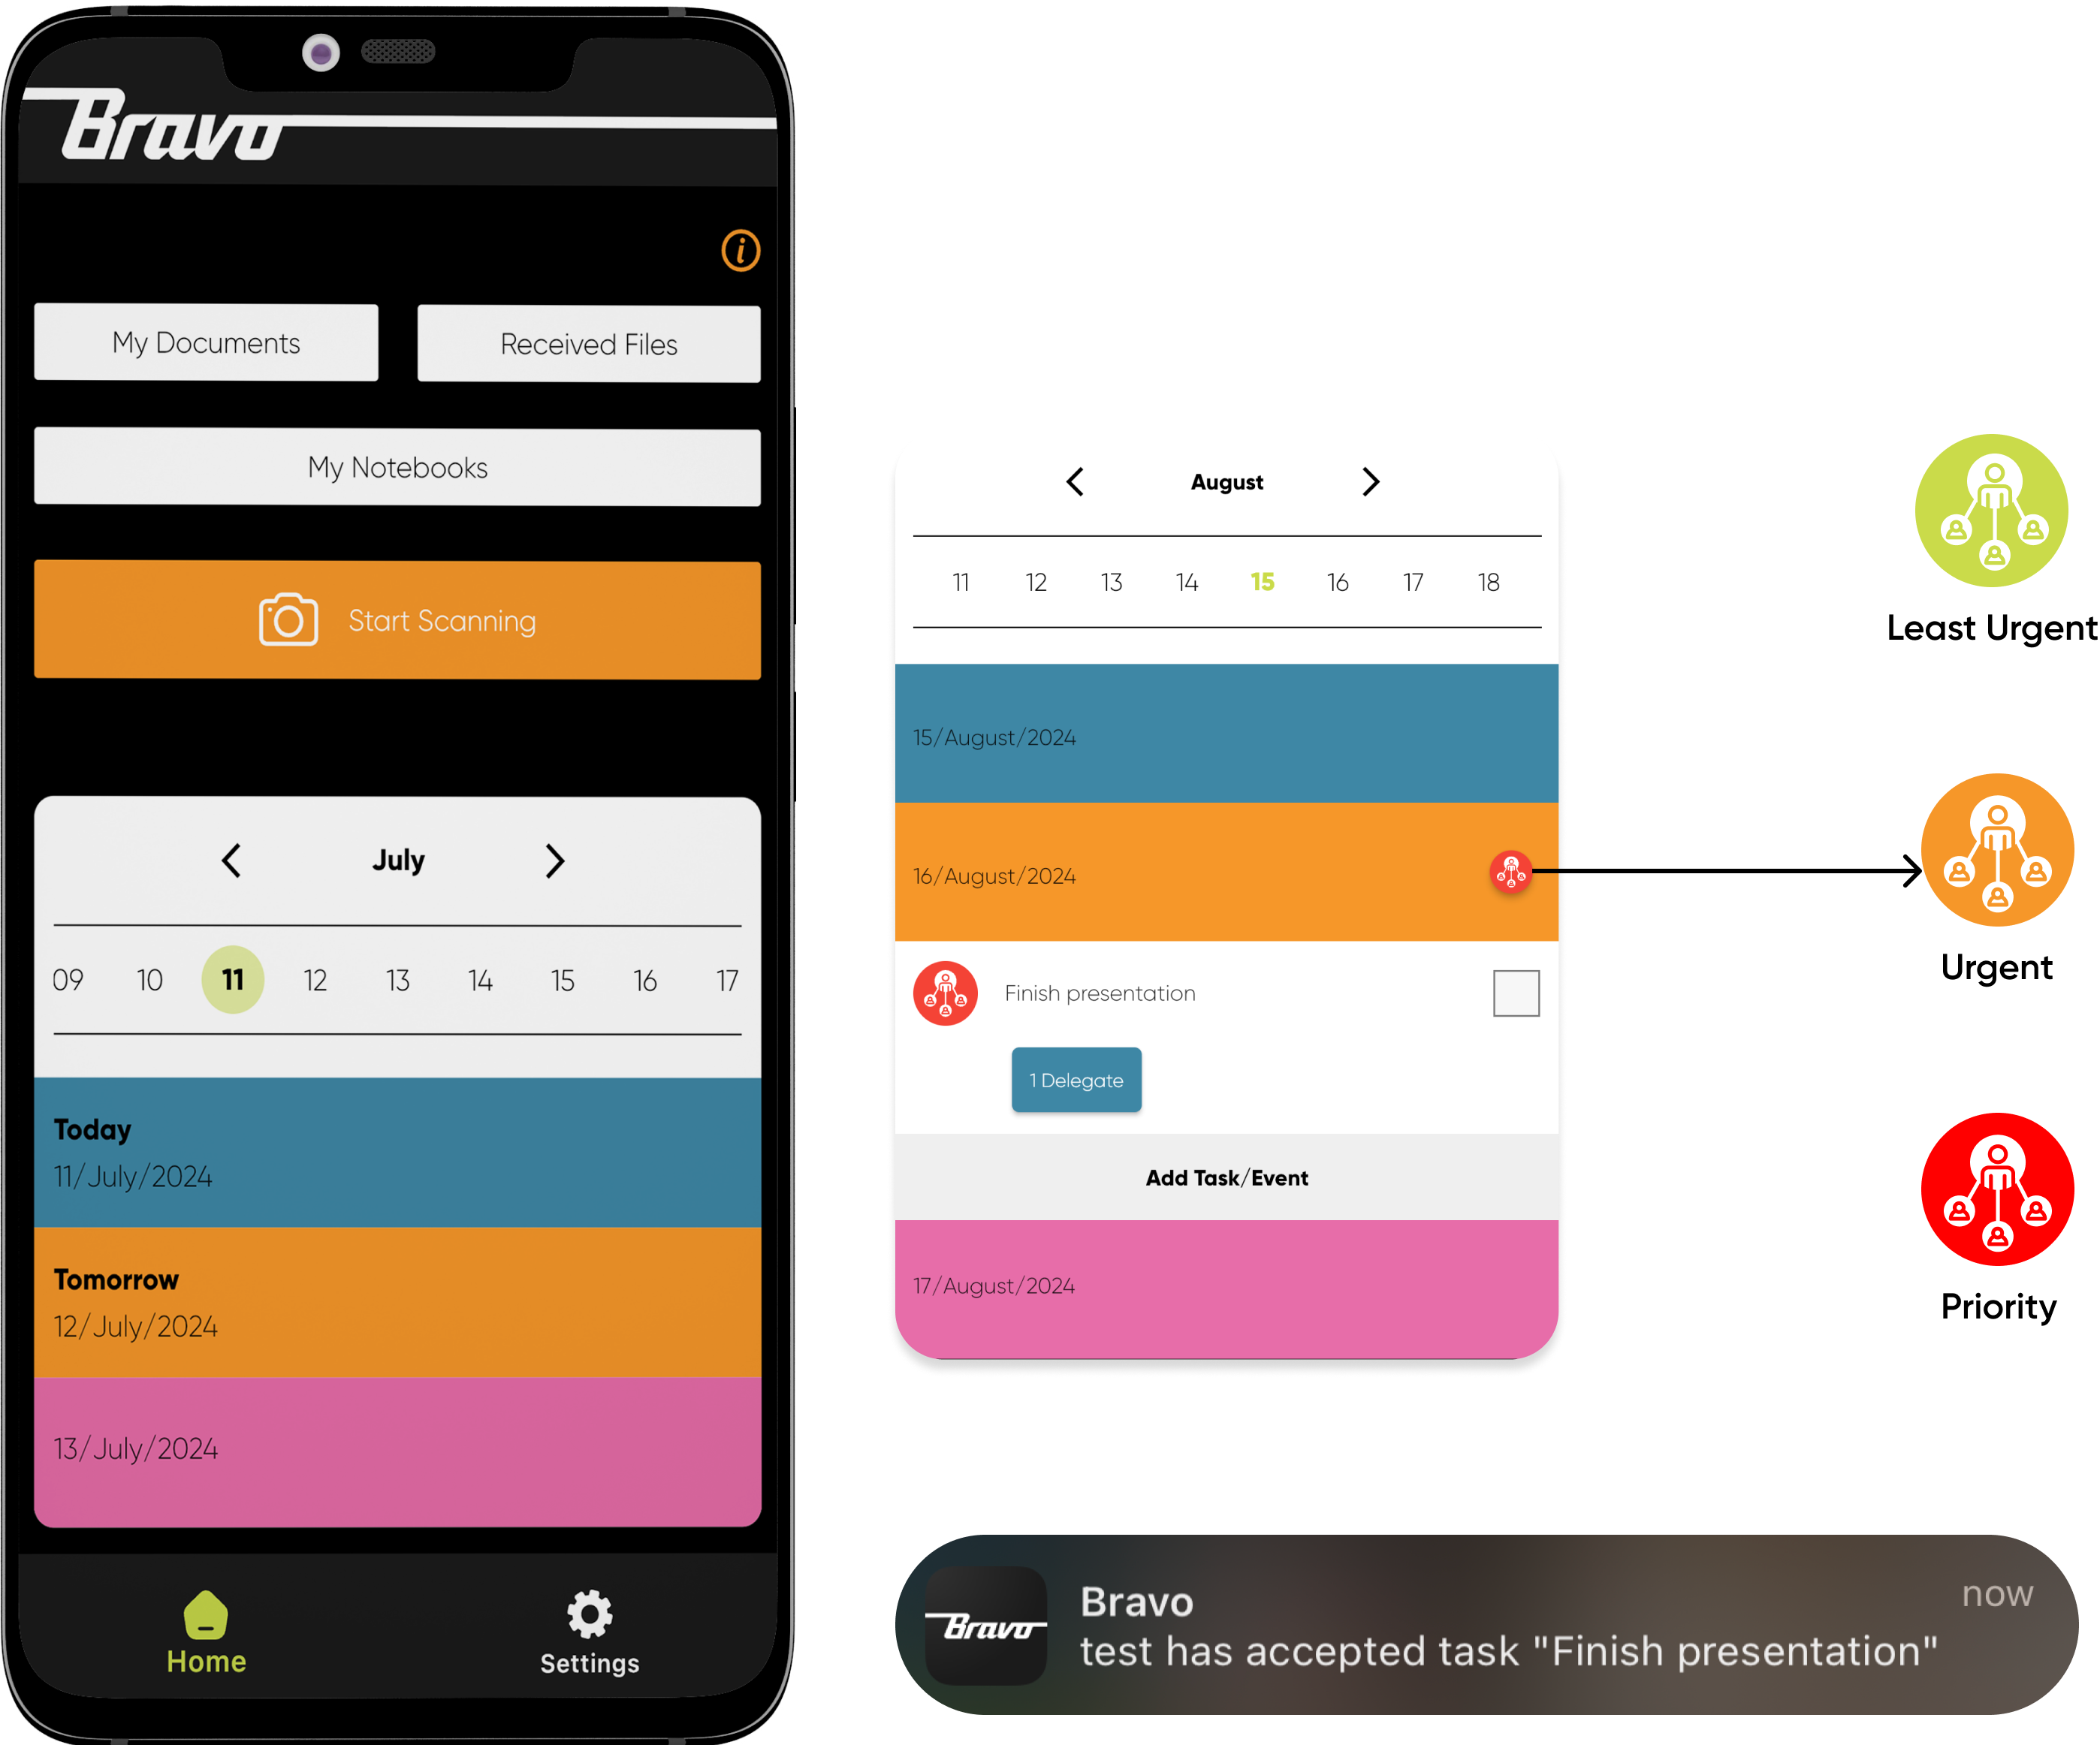 Bravo
My Documents
Received Files
My Notebooks
Start Scanning
July
09 10 11 12 13 14 15 16 17
Today
11/July/2024
Tomorrow
12/July/2024
13/July/2024
Home
Settings
August
11 12 13 14 15 16 17 18
15/August/2024
16/August/2024
Finish presentation
1 Delegate
Add Task/Event
17/August/2024
Least Urgent
Urgent
Priority
Bravo
Bravo
now
test has accepted task "Finish presentation"